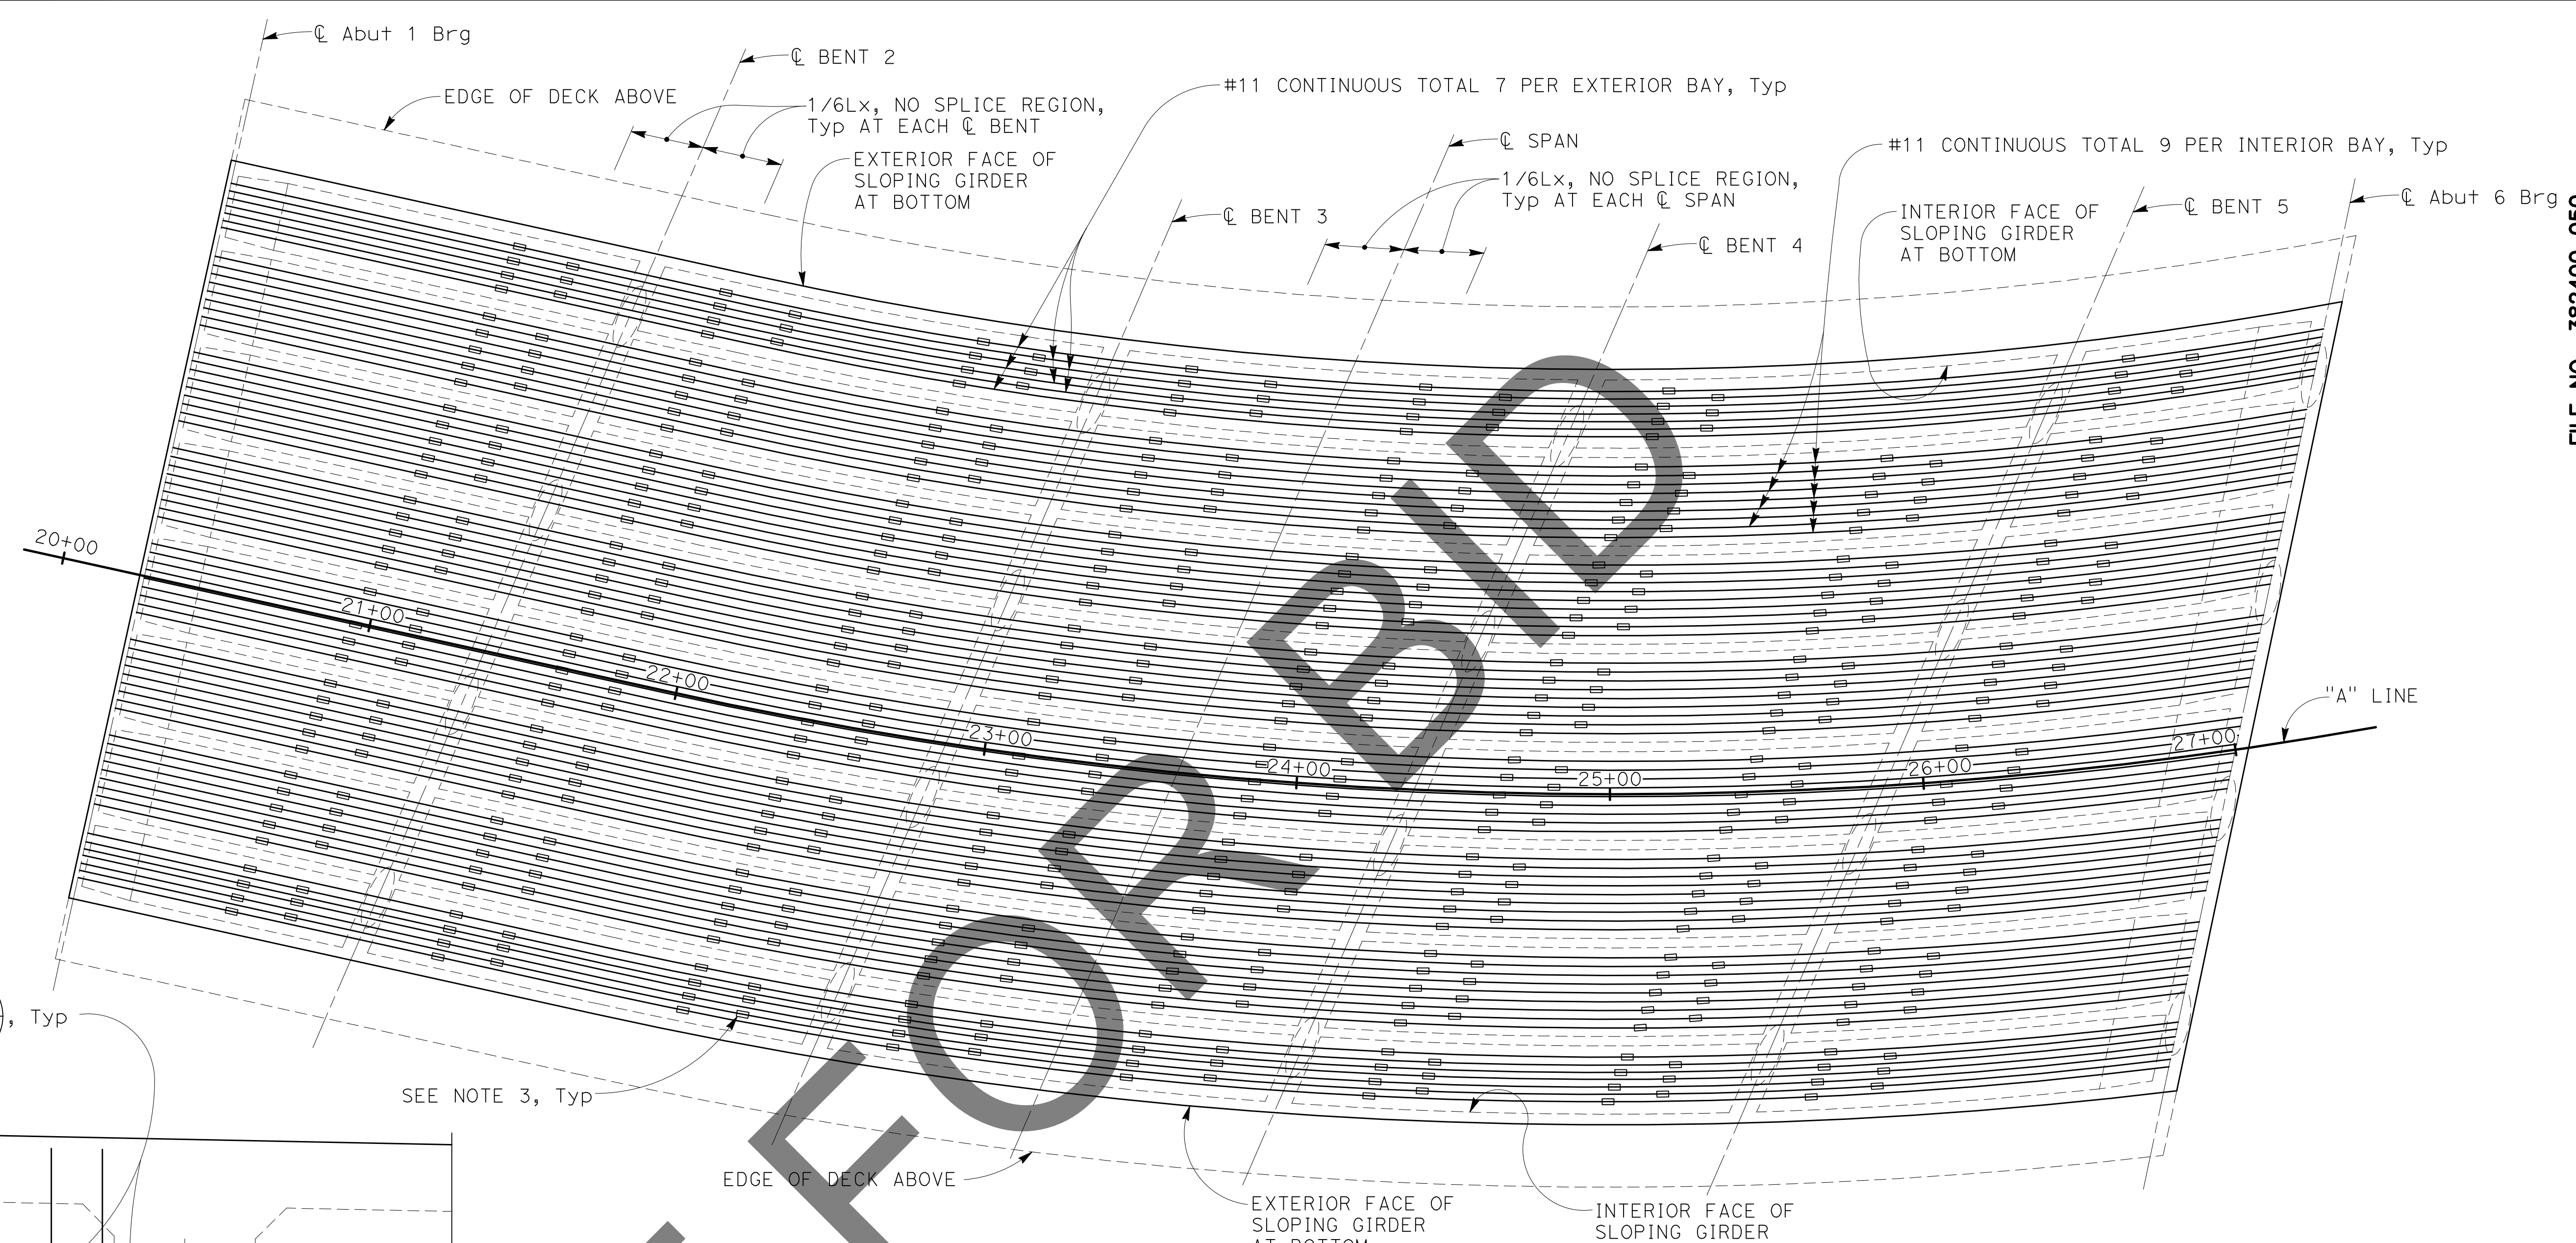 ℄ Abut 1 Brg
℄ BENT 2
EDGE OF DECK ABOVE
1/6Lx, NO SPLICE REGION,
Typ AT EACH ℄ BENT
EXTERIOR FACE OF
SLOPING GIRDER
AT BOTTOM
#11 CONTINUOUS TOTAL 7 PER EXTERIOR BAY, Typ
℄ SPAN
1/6Lx, NO SPLICE REGION,
Typ AT EACH ℄ SPAN
℄ BENT 3
℄ BENT 4
#11 CONTINUOUS TOTAL 9 PER INTERIOR BAY, Typ
INTERIOR FACE OF
SLOPING GIRDER
AT BOTTOM
℄ BENT 5
℄ Abut 6 Brg
20+00
21+00
22+00
23+00
24+00
25+00
26+00
27+00
"A" LINE
, Typ
SEE NOTE 3, Typ
EDGE OF DECK ABOVE
EXTERIOR FACE OF
SLOPING GIRDER
AT BOTTOM
INTERIOR FACE OF
SLOPING GIRDER
FOR BID